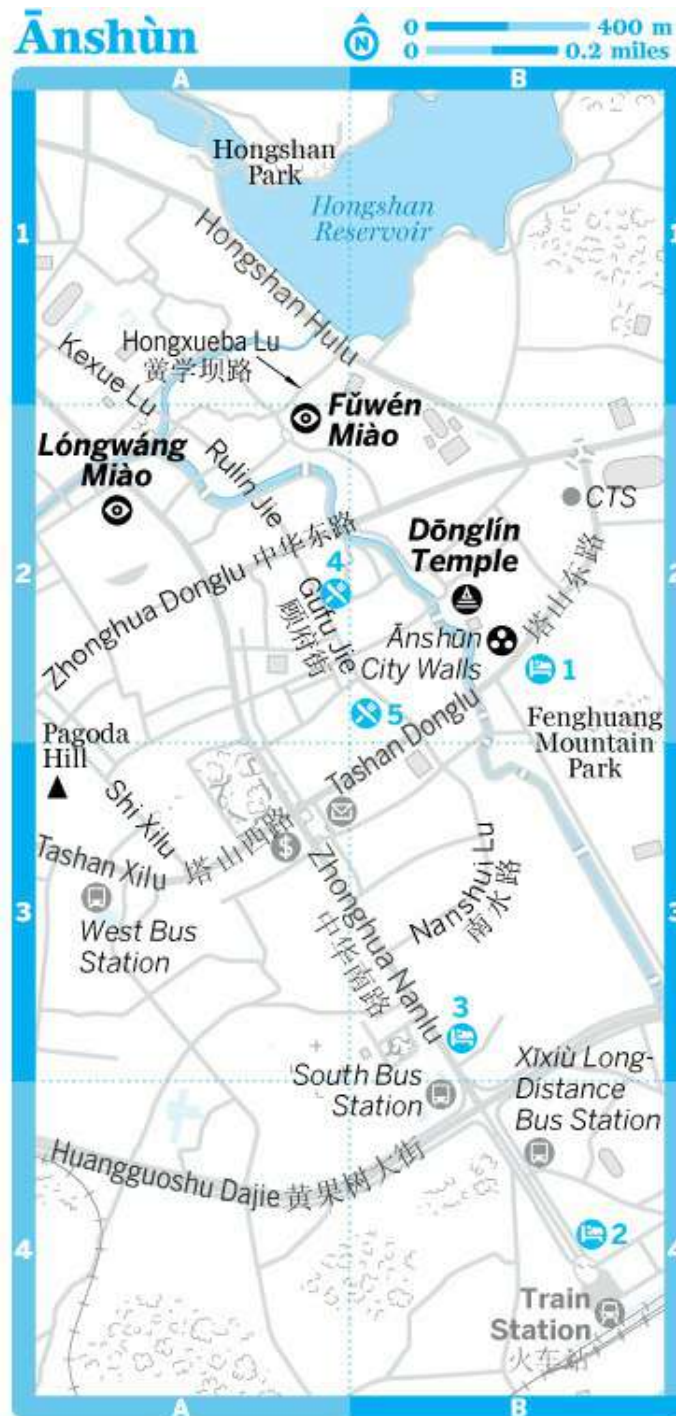 Ānshùn
N
0 400 m
0 0.2 miles
A
B
Hongshan
Park
Hongshan
Reservoir
1
1
Hongshan Hulu
Hongxueba Lu
黉学坝路
Kexue Lu
Fǔwén
Miào
Lóngwáng
Miào
Rulin Jie
CTS
Dōnglín
Temple
Zhonghua Donglu 中华东路
4
2
2
Gufu Jie
顾府街
塔山东路
Ānshūn
City Walls
1
5
Tashan Donglu
Fenghuang
Mountain
Park
Pagoda
Hill
Shi Xilu
Tashan Xilu
塔山西路
$
Nanshui Lu
南水路
West Bus
Station
3
3
Zhonghua Nanlu
中华南路
3
South Bus
Station
Xīxiù Long-
Distance
Bus Station
Huangguoshu Dajie 黄果树大街
2
4
4
Train
Station
火车站
A
B